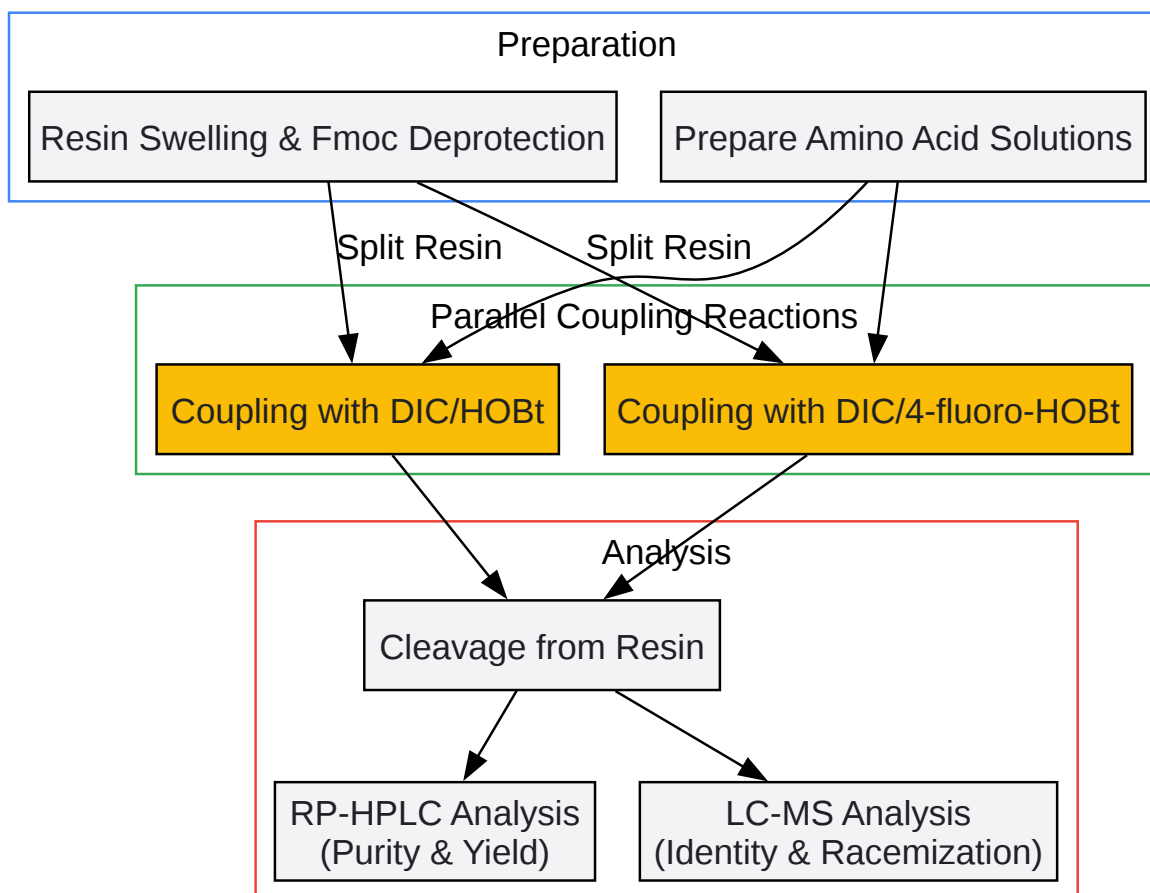 Preparation
Resin Swelling & Fmoc Deprotection
Prepare Amino Acid Solutions
Split Resin
Split Resin
Parallel Coupling Reactions
Coupling with DIC/HOBt
Coupling with DIC/4-fluoro-HOBt
Analysis
Cleavage from Resin
RP-HPLC Analysis
(Purity & Yield)
LC-MS Analysis
(Identity & Racemization)